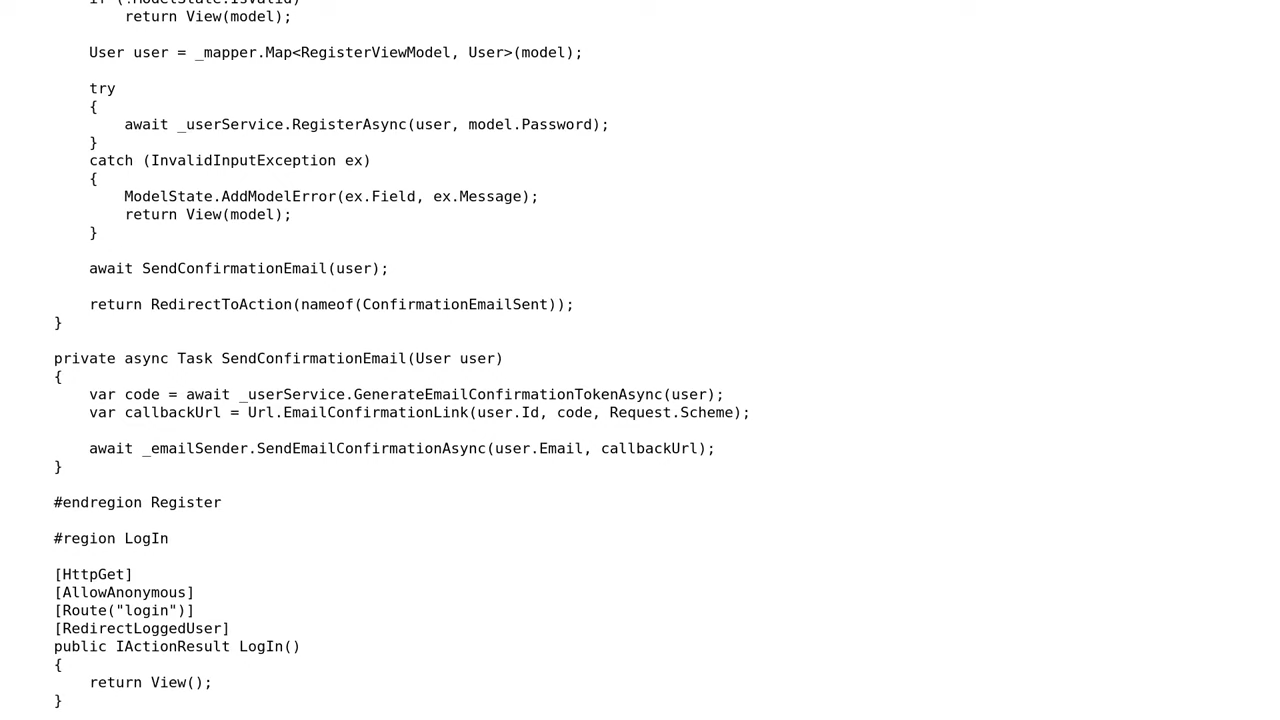 if (!ModelState.IsValid)
return View(model);
User user = _mapper.Map<RegisterViewModel, User>(model);
try
{
await _userService.RegisterAsync(user, model.Password);
}
catch (InvalidInputException ex)
{
ModelState.AddModelError(ex.Field, ex.Message);
return View(model);
}
await SendConfirmationEmail(user);
return RedirectToAction(nameof(ConfirmationEmailSent));
}
private async Task SendConfirmationEmail(User user)
{
var code = await _userService.GenerateEmailConfirmationTokenAsync(user);
var callbackUrl = Url.EmailConfirmationLink(user.Id, code, Request.Scheme);
await _emailSender.SendEmailConfirmationAsync(user.Email, callbackUrl);
}
#endregion Register
#region LogIn
[HttpGet]
[AllowAnonymous]
[Route("login")]
[RedirectLoggedUser]
public IActionResult LogIn()
{
return View();
}